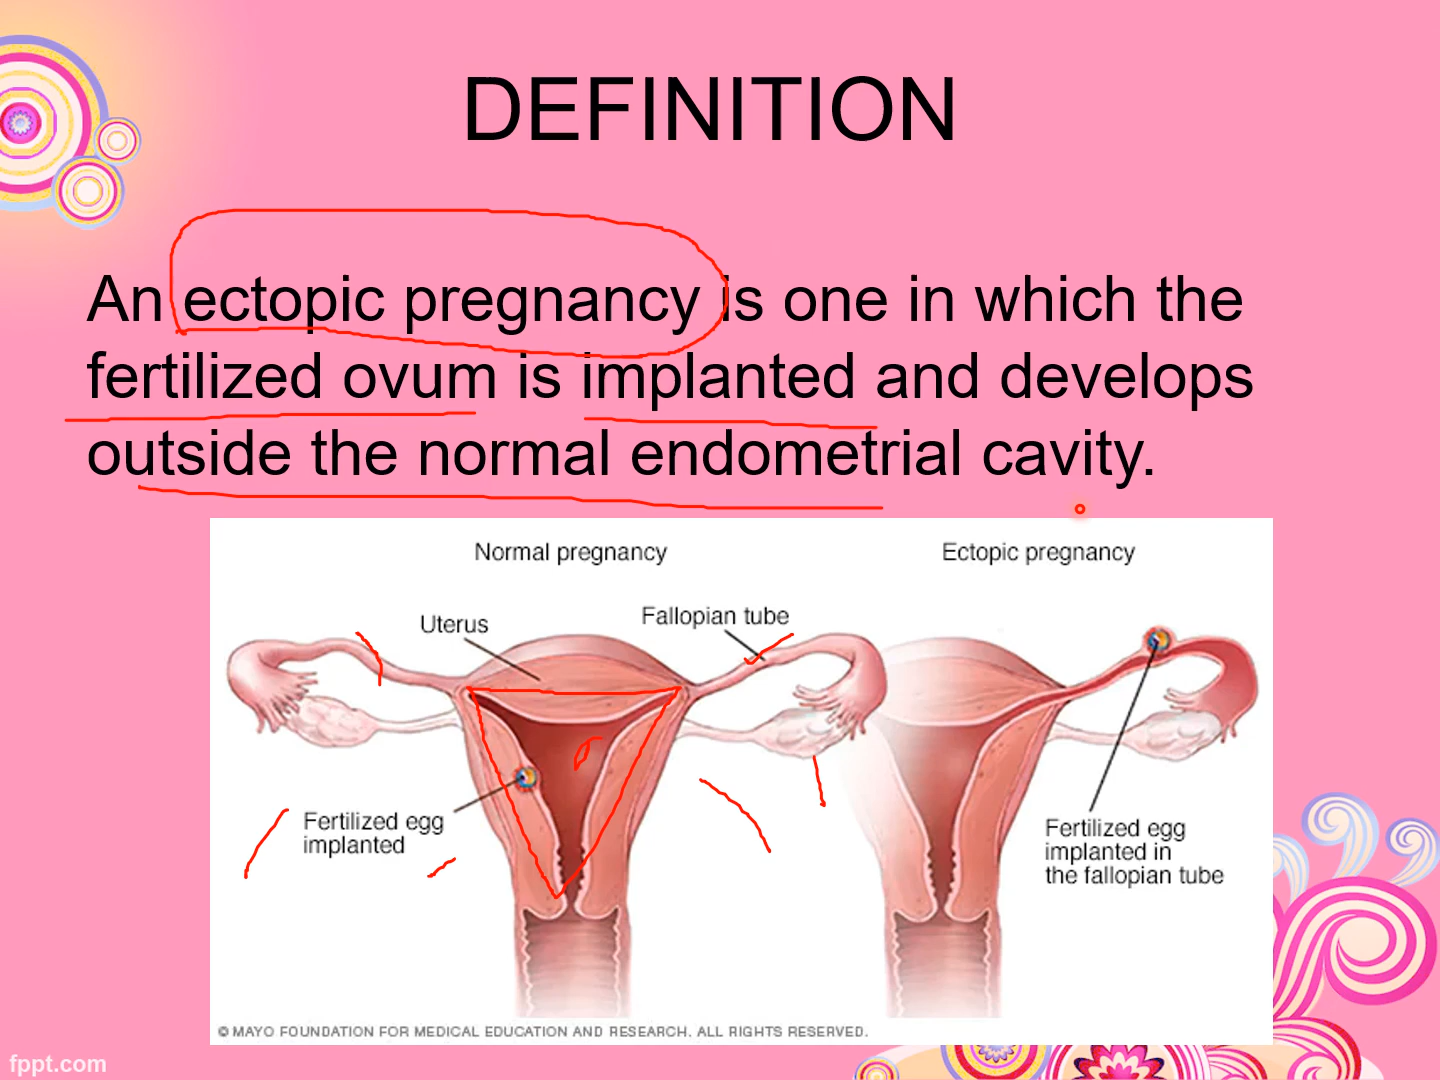 DEFINITION
An ectopic pregnancy is one in which the
fertilized ovum is implanted and develops
outside the normal endometrial cavity.
Normal pregnancy
Ectopic pregnancy
Uterus
Fallopian tube
Fertilized egg
implanted
Fertilized egg
implanted in
the fallopian tube
© MAYO FOUNDATION FOR MEDICAL EDUCATION AND RESEARCH. ALL RIGHTS RESERVED.
fppt.com